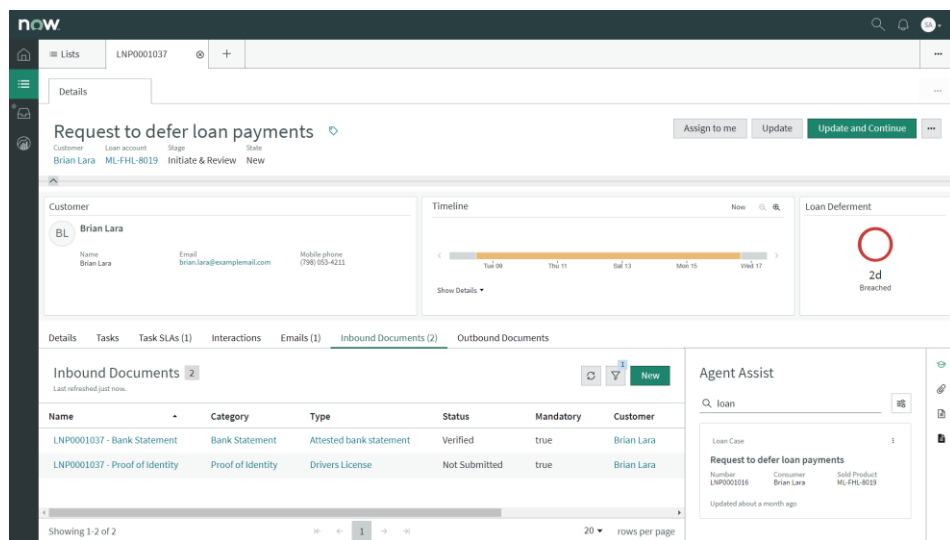 now.
SA
Lists
LNP0001037
Details
Request to defer loan payments
Assign to me
Update
Update and Continue
Customer Loan account Stage State
Brian Lara ML-FHL-8019 Initiate & Review New
Customer
BL
Brian Lara
Name Email Mobile phone
Brian Lara brian.lara@examplemail.com (798) 053-4211
Timeline
Now
Tue 09 Thu 11 Sat 13 Mon 15 Wed 17
Show Details
Loan Deferment
2d
Breached
Details Tasks Task SLAs (1) Interactions Emails (1) Inbound Documents (2) Outbound Documents
Inbound Documents 2
Last refreshed just now.
1
New
Name Category Type Status Mandatory Customer
LNP0001037 - Bank Statement Bank Statement Attested bank statement Verified true Brian Lara
LNP0001037 - Proof of Identity Proof of Identity Drivers License Not Submitted true Brian Lara
Showing 1-2 of 2
1
20 rows per page
Agent Assist
loan
Loan Case
Request to defer loan payments
Number Consumer Sold Product
LNP0001016 Brian Lara ML-FHL-8019
Updated about a month ago